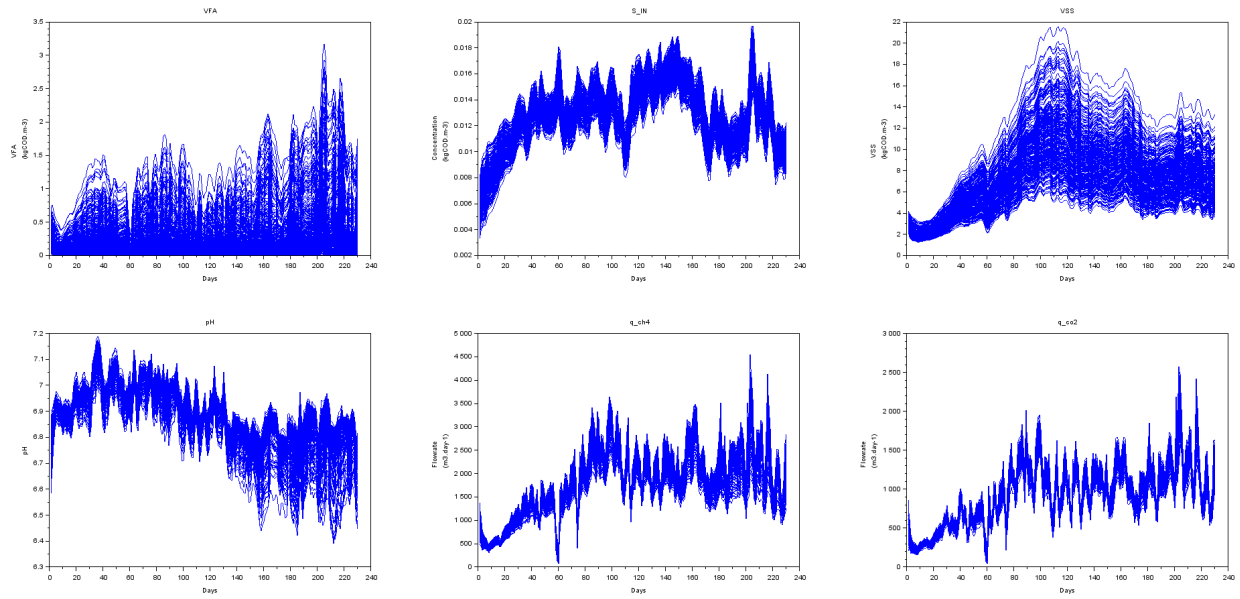 VFA
3.5
3
2.5
2
1.5
1
0.5
0
VFA
(kgCOD.m-3)
0 20 40 60 80 100 120 140 160 180 200 220 240
Days
S_IN
0.02
0.018
0.016
0.014
0.012
0.01
0.008
0.006
0.004
0.002
Concentration
(kgCOD.m-3)
0 20 40 60 80 100 120 140 160 180 200 220 240
Days
VSS
22
20
18
16
14
12
10
8
6
4
2
0
VSS
(kgCOD.m-3)
0 20 40 60 80 100 120 140 160 180 200 220 240
Days
pH
7.2
7.1
7
6.9
6.8
6.7
6.6
6.5
6.4
6.3
pH
0 20 40 60 80 100 120 140 160 180 200 220 240
Days
q_ch4
5 000
4 500
4 000
3 500
3 000
2 500
2 000
1 500
1 000
500
0
Flowrate
(m3.day-1)
0 20 40 60 80 100 120 140 160 180 200 220 240
Days
q_co2
3 000
2 500
2 000
1 500
1 000
500
0
Flowrate
(m3.day-1)
0 20 40 60 80 100 120 140 160 180 200 220 240
Days